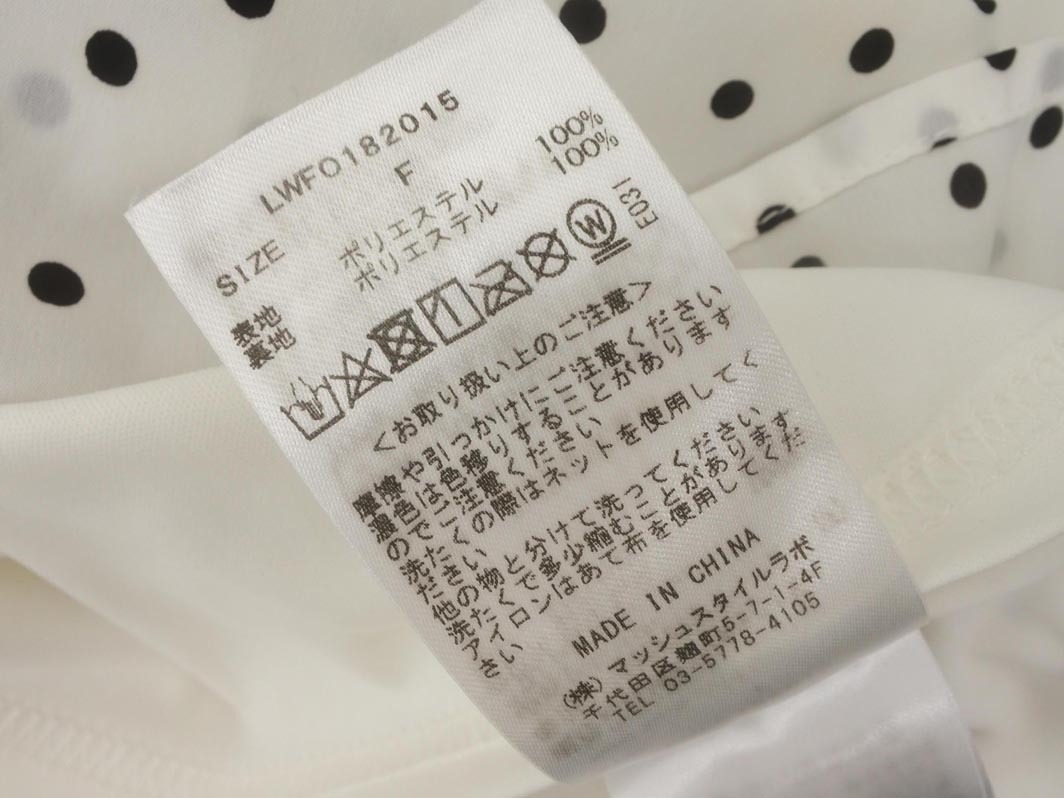 LWFO182015
SIZE F
表地 ポリエステル 100%
裏地 ポリエステル 100%
W
E031
<お取り扱い上のご注意>
摩擦や引っかけにご注意ください
濃色は色移りすることがあります
のでご注意ください
洗たくの際はネットを使用してく
ださい
他の物と分けて洗ってください
洗たくで多少縮むことがあります
アイロンはあて布を使用してくだ
さい
MADE IN CHINA
(株)マッシュスタイルラボ
千代田区麹町5-7-1-4F
TEL 03-5778-4105